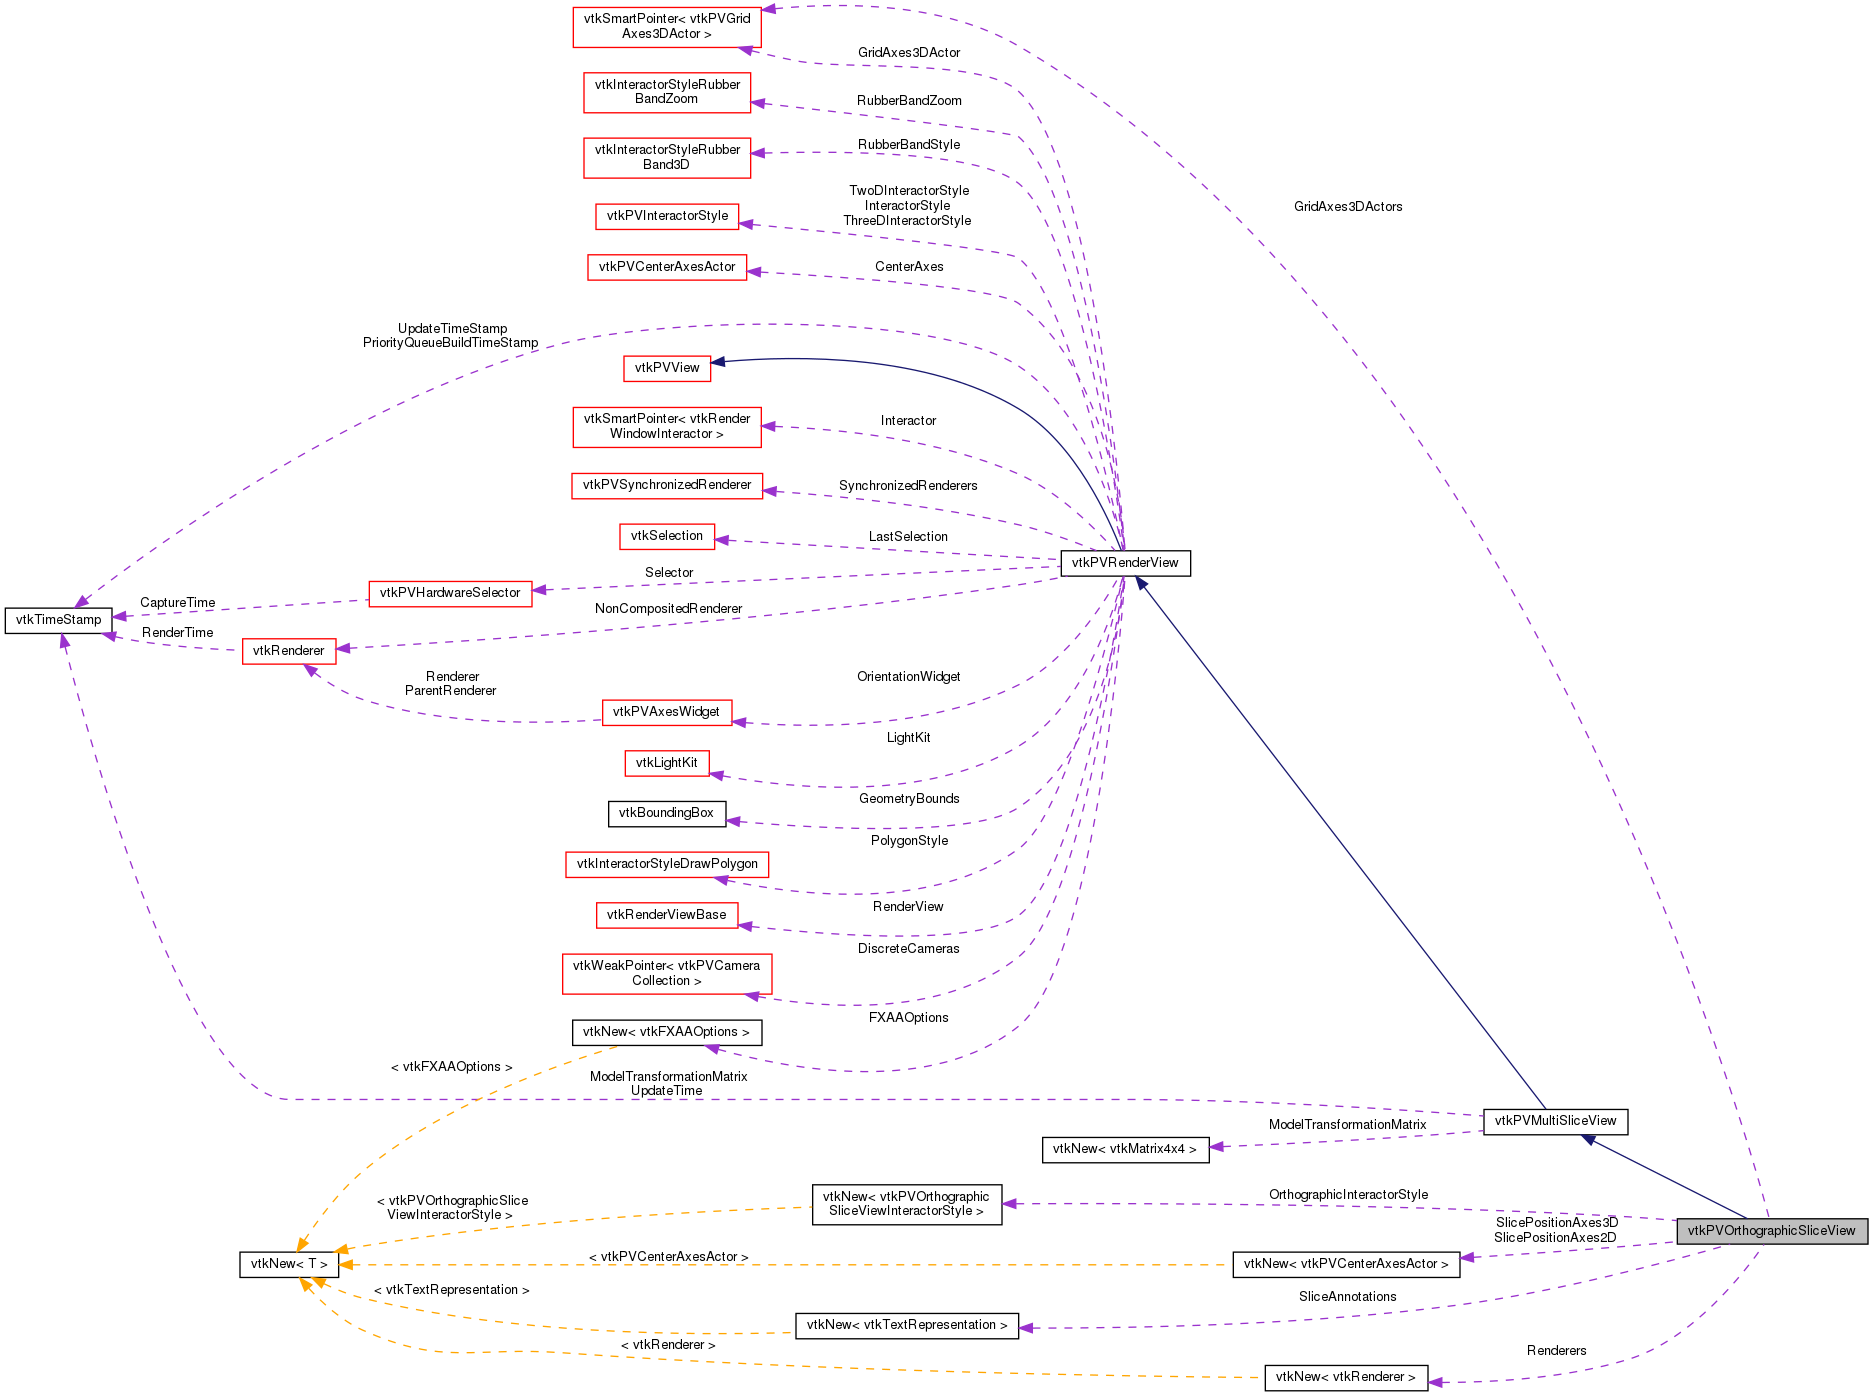 vtkSmartPointer< vtkPVGrid
Axes3DActor >
GridAxes3DActor
vtkInteractorStyleRubber
BandZoom
RubberBandZoom
vtkInteractorStyleRubber
Band3D
RubberBandStyle
TwoDInteractorStyle
InteractorStyle
ThreeDInteractorStyle
vtkPVInteractorStyle
GridAxes3DActors
vtkPVCenterAxesActor
CenterAxes
UpdateTimeStamp
PriorityQueueBuildTimeStamp
vtkPVView
vtkSmartPointer< vtkRender
WindowInteractor >
Interactor
vtkPVSynchronizedRenderer
SynchronizedRenderers
vtkSelection
LastSelection
vtkPVRenderView
Selector
vtkPVHardwareSelector
CaptureTime
NonCompositedRenderer
vtkTimeStamp
RenderTime
vtkRenderer
Renderer
ParentRenderer
OrientationWidget
vtkPVAxesWidget
LightKit
vtkLightKit
GeometryBounds
vtkBoundingBox
PolygonStyle
vtkInteractorStyleDrawPolygon
RenderView
vtkRenderViewBase
DiscreteCameras
vtkWeakPointer< vtkPVCamera
Collection >
FXAAOptions
vtkNew< vtkFXAAOptions >
< vtkFXAAOptions >
ModelTransformationMatrix
UpdateTime
vtkPVMultiSliceView
ModelTransformationMatrix
vtkNew< vtkMatrix4x4 >
OrthographicInteractorStyle
vtkNew< vtkPVOrthographic
SliceViewInteractorStyle >
< vtkPVOrthographicSlice
ViewInteractorStyle >
SlicePositionAxes3D
SlicePositionAxes2D
vtkPVOrthographicSliceView
< vtkPVCenterAxesActor >
vtkNew< vtkPVCenterAxesActor >
vtkNew< T >
< vtkTextRepresentation >
SliceAnnotations
vtkNew< vtkTextRepresentation >
< vtkRenderer >
Renderers
vtkNew< vtkRenderer >